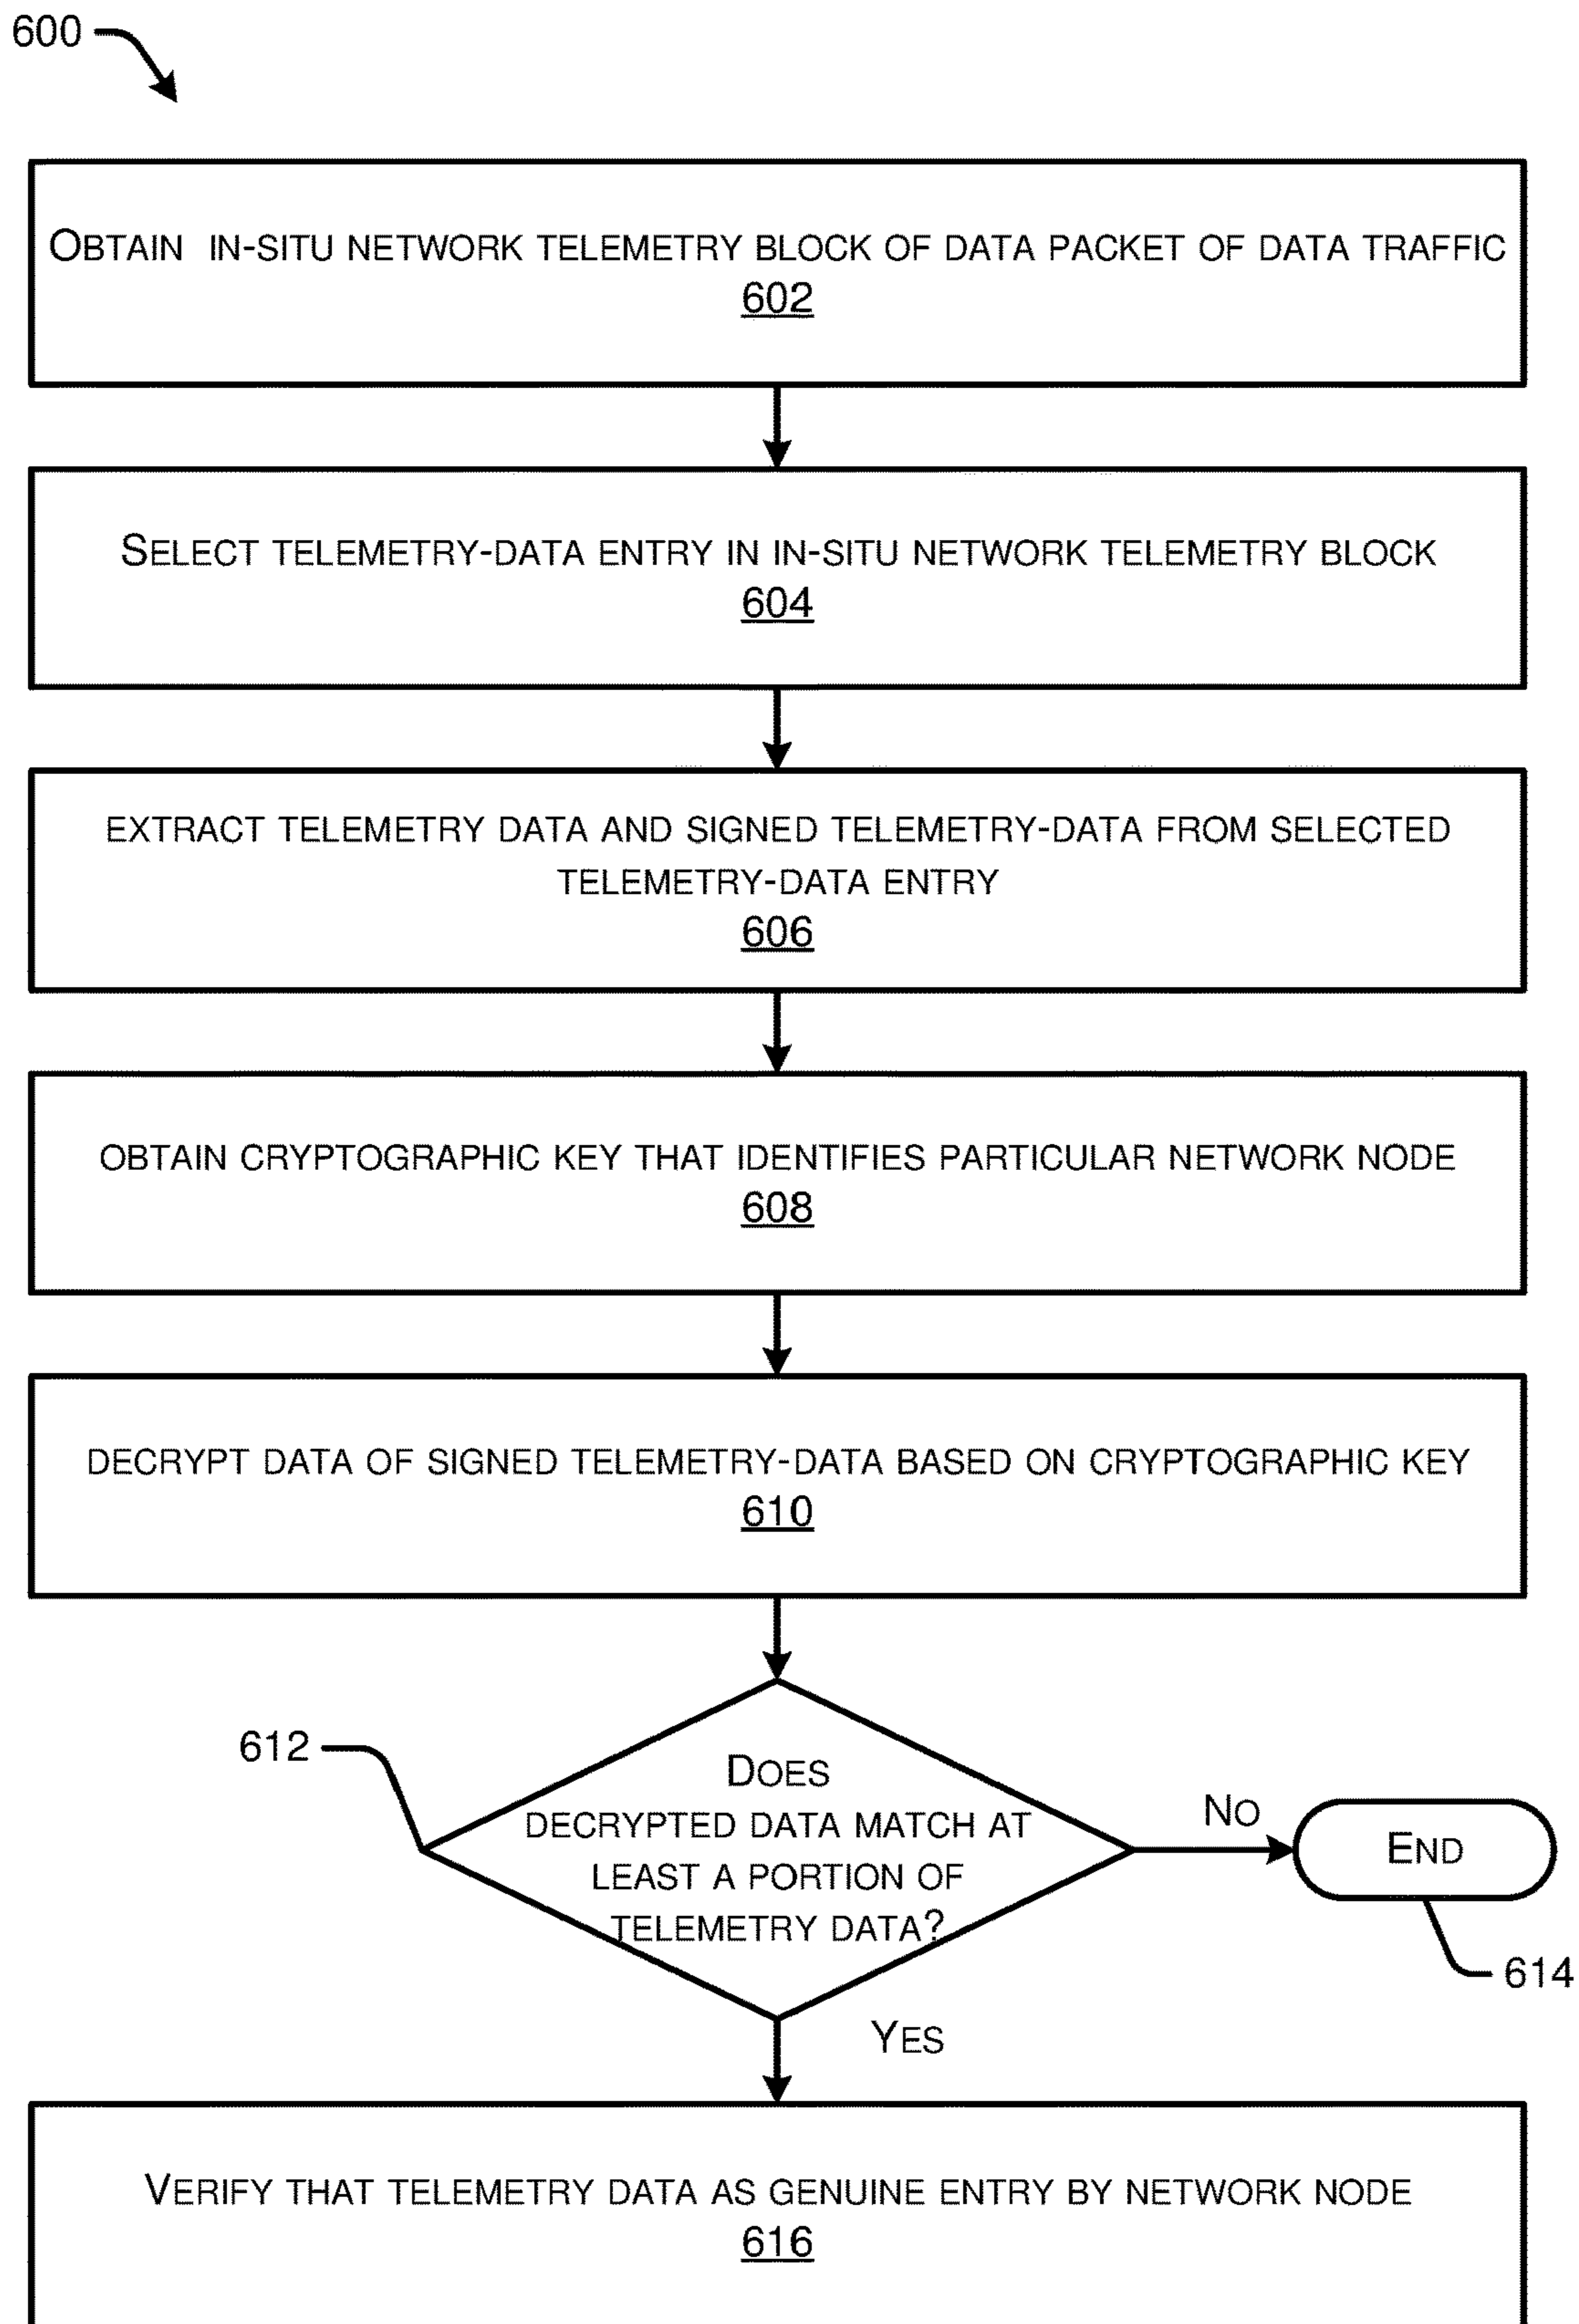 600
OBTAIN IN-SITU NETWORK TELEMETRY BLOCK OF DATA PACKET OF DATA TRAFFIC
602
SELECT TELEMETRY-DATA ENTRY IN IN-SITU NETWORK TELEMETRY BLOCK
604
EXTRACT TELEMETRY DATA AND SIGNED TELEMETRY-DATA FROM SELECTED
TELEMETRY-DATA ENTRY
606
OBTAIN CRYPTOGRAPHIC KEY THAT IDENTIFIES PARTICULAR NETWORK NODE
608
DECRYPT DATA OF SIGNED TELEMETRY-DATA BASED ON CRYPTOGRAPHIC KEY
610
612
DOES
DECRYPTED DATA MATCH AT
LEAST A PORTION OF
TELEMETRY DATA?
NO
END
614
YES
VERIFY THAT TELEMETRY DATA AS GENUINE ENTRY BY NETWORK NODE
616